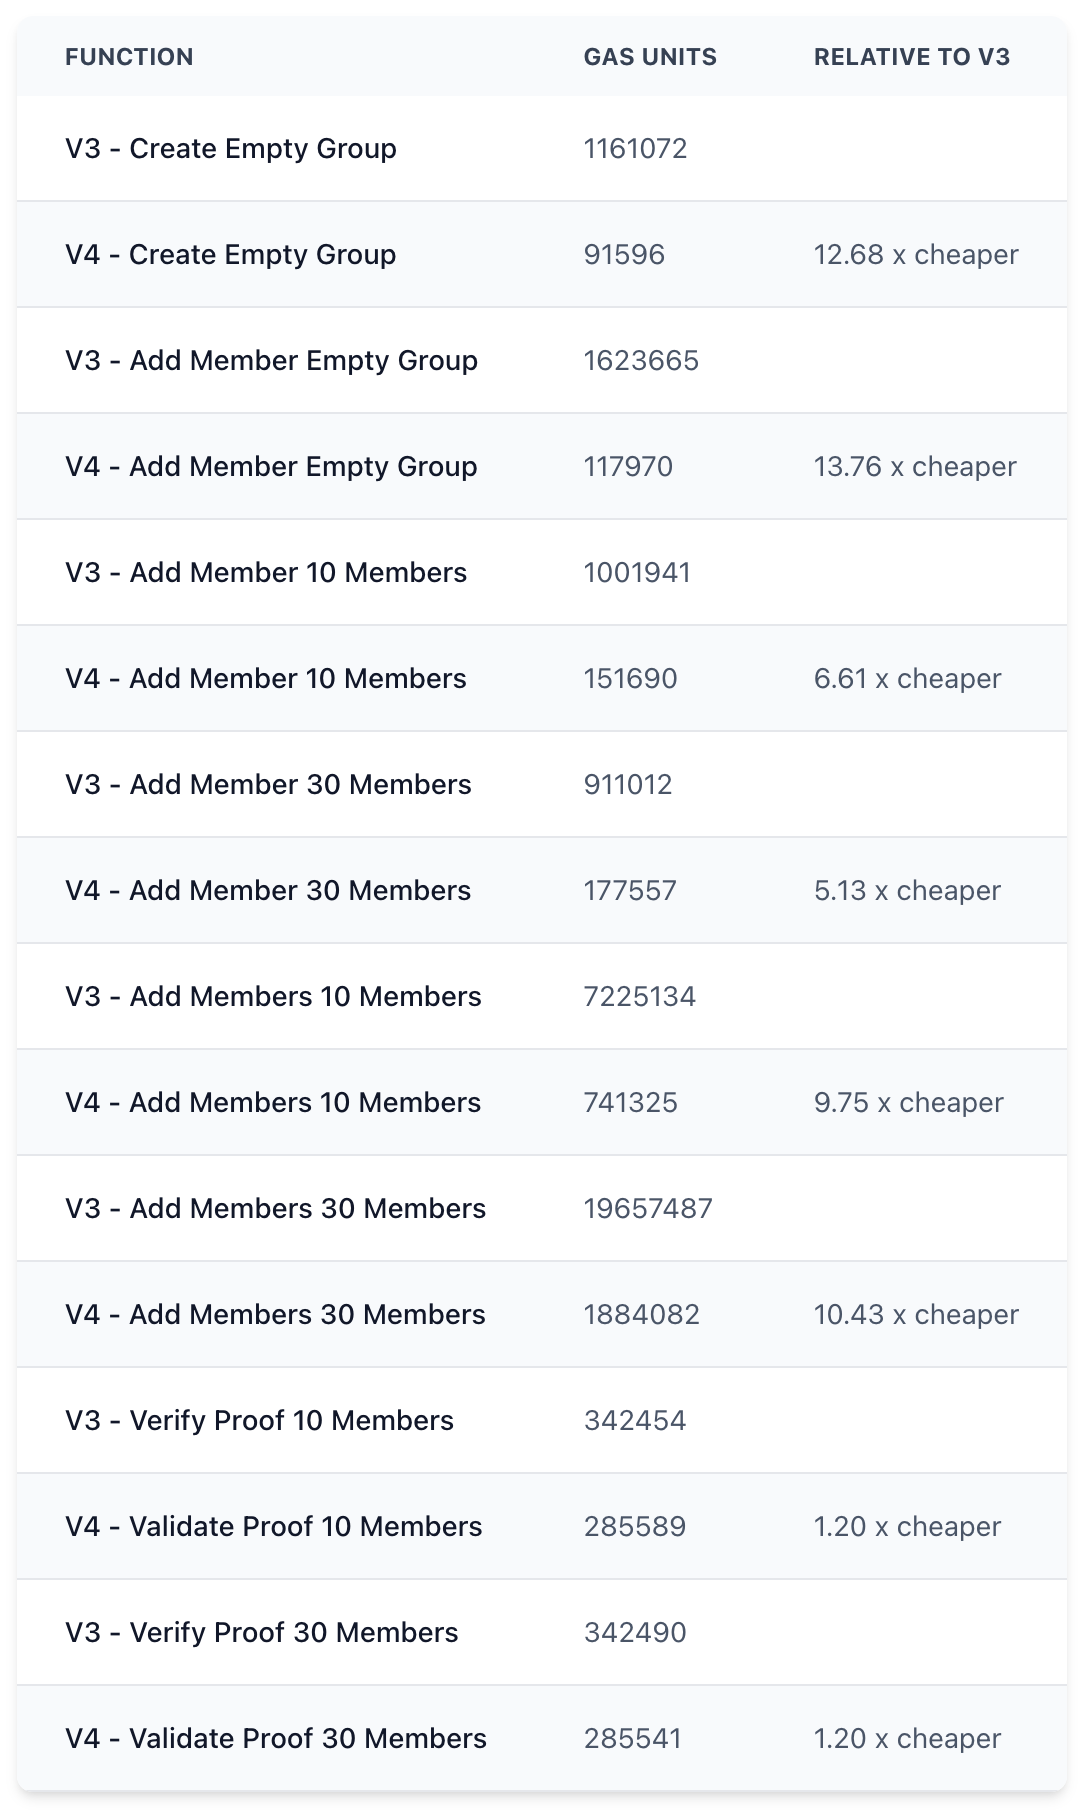 FUNCTION GAS UNITS RELATIVE TO V3
V3 - Create Empty Group 1161072
V4 - Create Empty Group 91596 12.68 x cheaper
V3 - Add Member Empty Group 1623665
V4 - Add Member Empty Group 117970 13.76 x cheaper
V3 - Add Member 10 Members 1001941
V4 - Add Member 10 Members 151690 6.61 x cheaper
V3 - Add Member 30 Members 911012
V4 - Add Member 30 Members 177557 5.13 x cheaper
V3 - Add Members 10 Members 7225134
V4 - Add Members 10 Members 741325 9.75 x cheaper
V3 - Add Members 30 Members 19657487
V4 - Add Members 30 Members 1884082 10.43 x cheaper
V3 - Verify Proof 10 Members 342454
V4 - Validate Proof 10 Members 285589 1.20 x cheaper
V3 - Verify Proof 30 Members 342490
V4 - Validate Proof 30 Members 285541 1.20 x cheaper